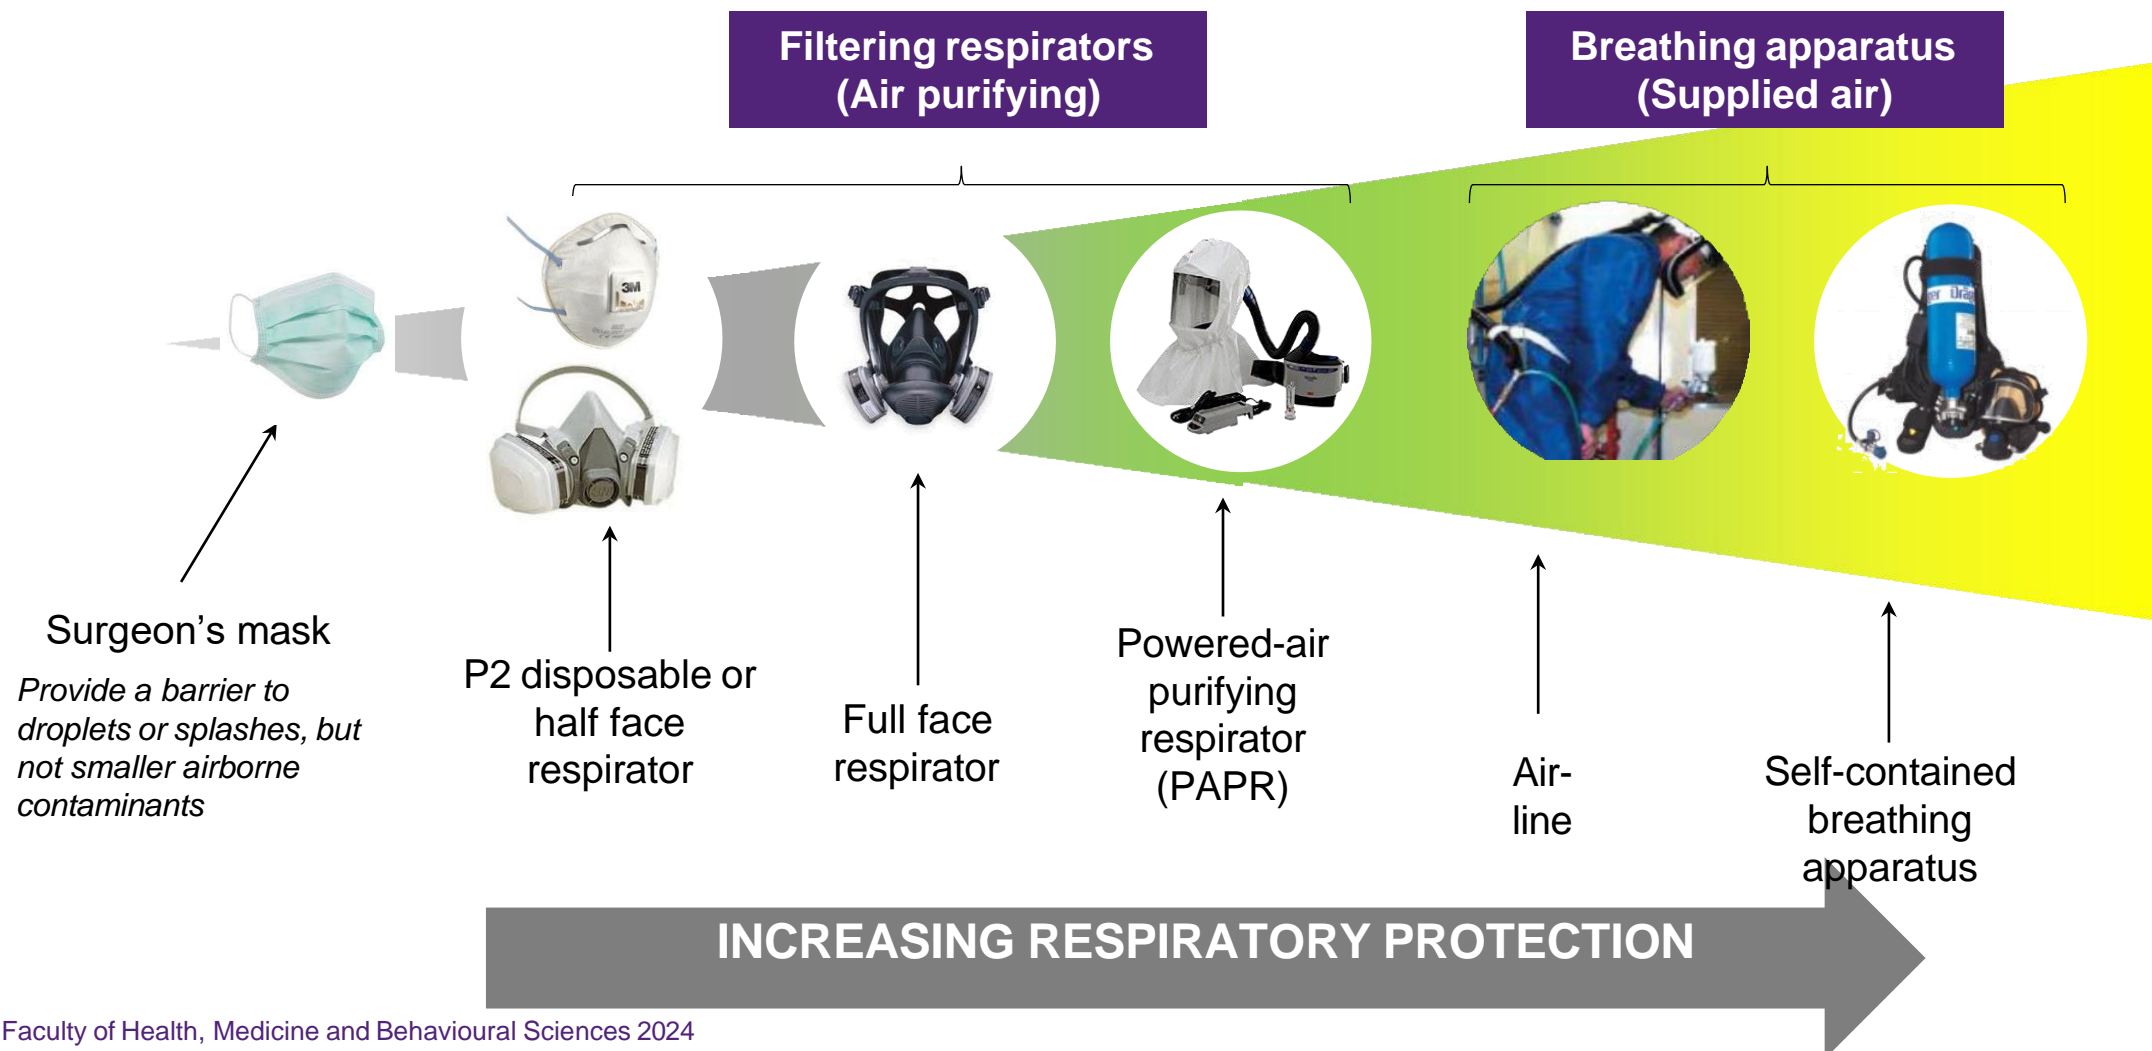 Filtering respirators
(Air purifying)
Breathing apparatus
(Supplied air)
3M
Surgeon’s mask
Provide a barrier to
droplets or splashes, but
not smaller airborne
contaminants
P2 disposable or
half face
respirator
Full face
respirator
Powered-air
purifying
respirator
(PAPR)
Air-
line
Self-contained
breathing
apparatus
INCREASING RESPIRATORY PROTECTION
Faculty of Health, Medicine and Behavioural Sciences 2024